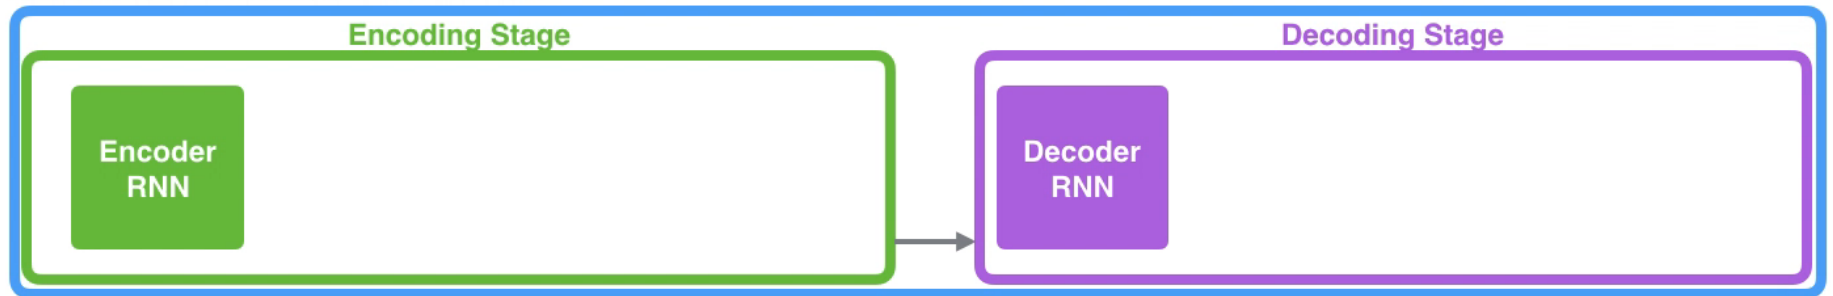 Encoding Stage
Decoding Stage
Encoder
RNN
Decoder
RNN